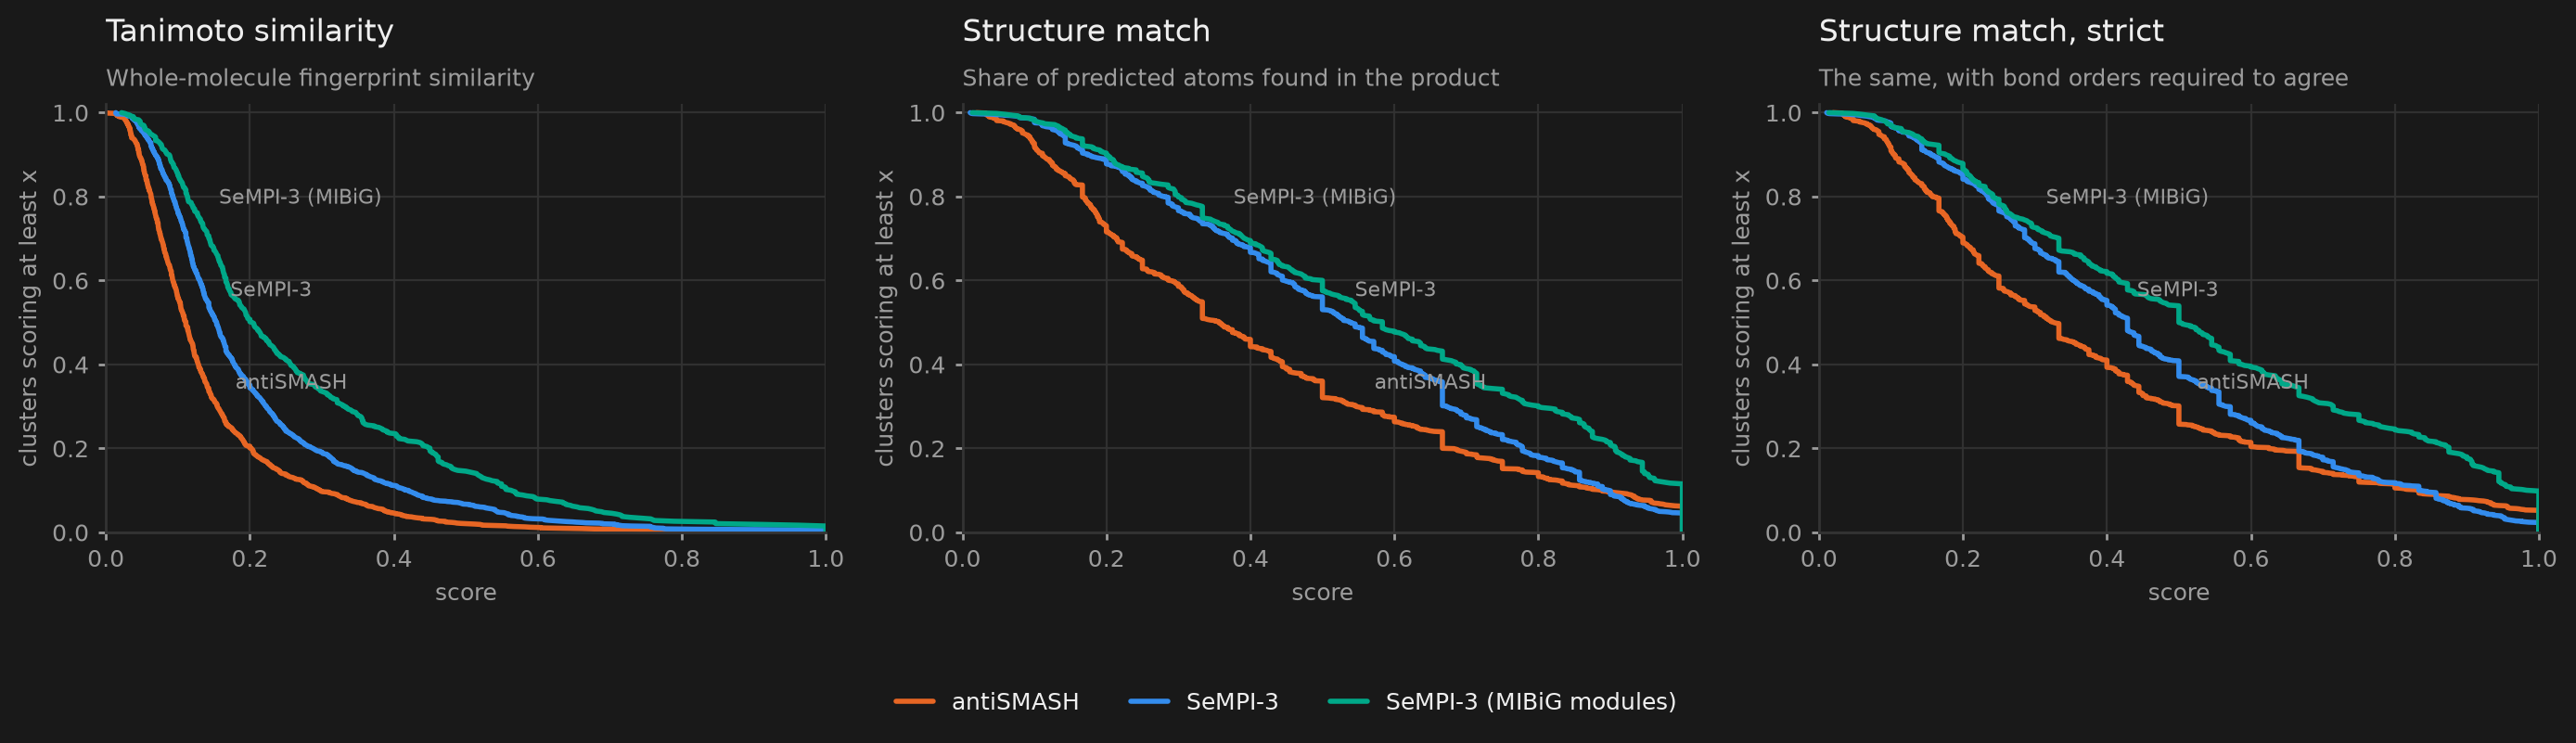 Tanimoto similarity
Whole-molecule fingerprint similarity
clusters scoring at least x
1.0
0.8
0.6
0.4
0.2
0.0
SeMPI-3 (MIBiG)
SeMPI-3
antiSMASH
0.0 0.2 0.4 0.6 0.8 1.0
score
Structure match
Share of predicted atoms found in the product
clusters scoring at least x
1.0
0.8
0.6
0.4
0.2
0.0
SeMPI-3 (MIBiG)
SeMPI-3
antiSMASH
0.0 0.2 0.4 0.6 0.8 1.0
score
Structure match, strict
The same, with bond orders required to agree
clusters scoring at least x
1.0
0.8
0.6
0.4
0.2
0.0
SeMPI-3 (MIBiG)
SeMPI-3
antiSMASH
0.0 0.2 0.4 0.6 0.8 1.0
score
antiSMASH SeMPI-3 SeMPI-3 (MIBiG modules)